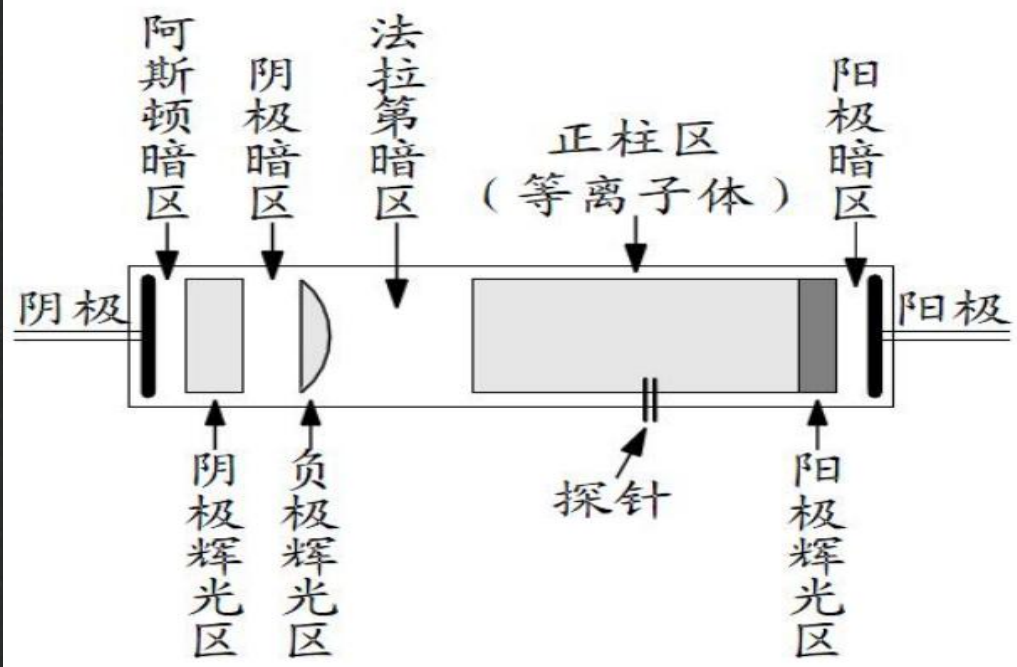 阿斯顿暗区
阴极暗区
法拉第暗区
正柱区
（等离子体）
阳极暗区
阴极
阳极
阴极辉光区
负极辉光区
探针
阳极辉光区